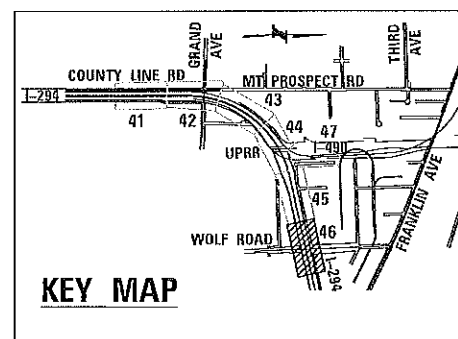 GRAND AVE
THIRD AVE
COUNTY LINE RD
MT PROSPECT RD
I-294
41
42
43
44
47
490
UPRR
45
FRANKLIN AVE
WOLF ROAD
46
I-294
KEY MAP